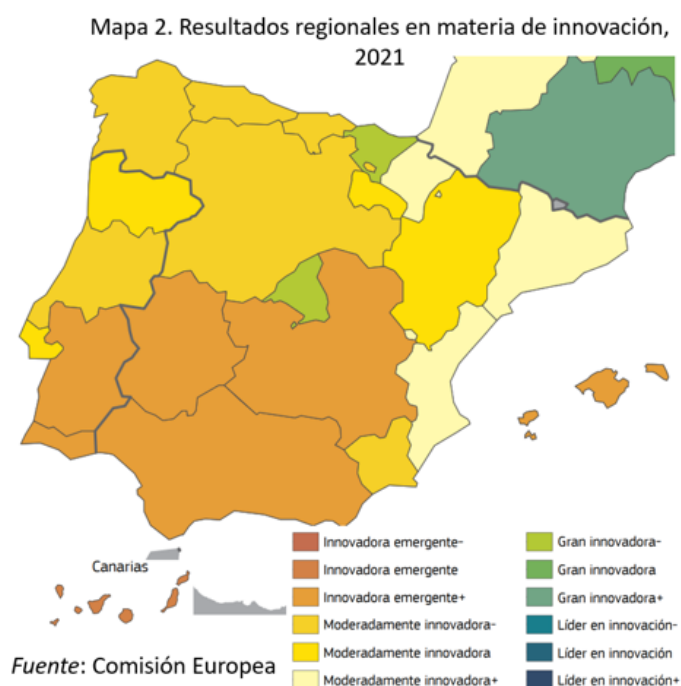 Mapa 2. Resultados regionales en materia de innovación,
2021
Canarias
Innovadora emergente-
Innovadora emergente
Innovadora emergente+
Moderadamente innovadora-
Moderadamente innovadora
Moderadamente innovadora+
Gran innovadora-
Gran innovadora
Gran innovadora+
Líder en innovación-
Líder en innovación
Líder en innovación+
Fuente: Comisión Europea